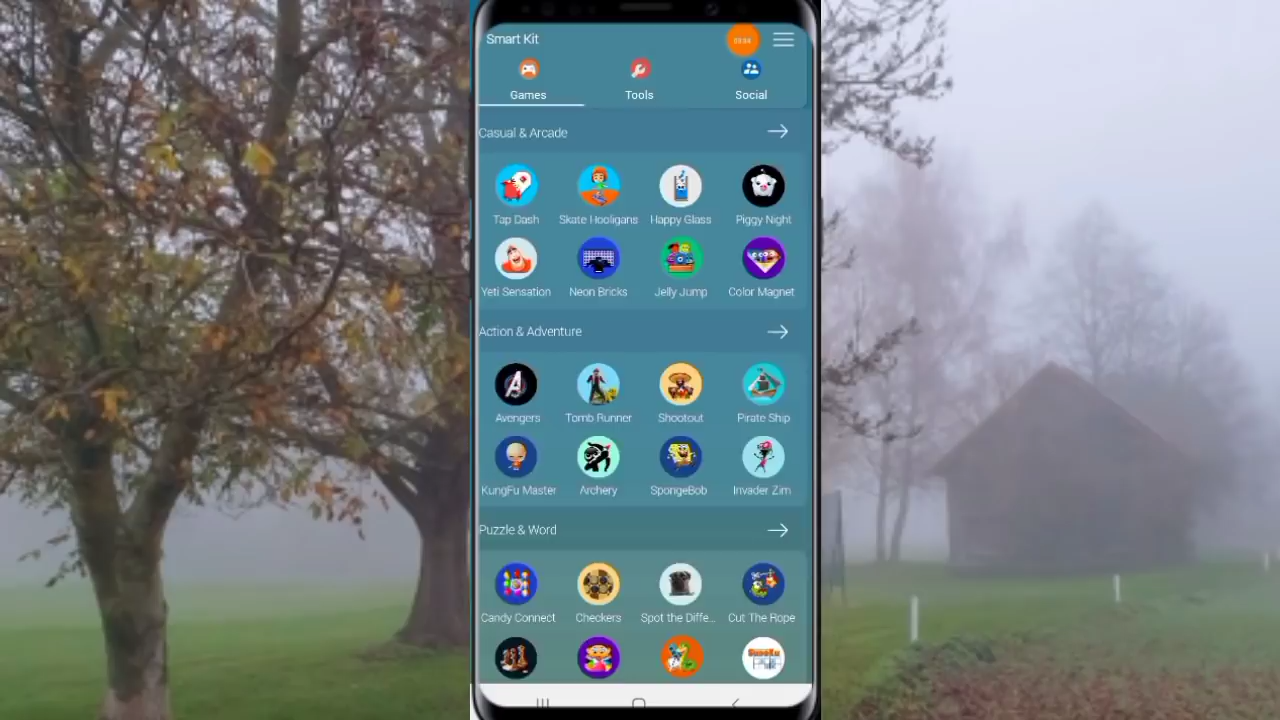 Smart Kit
Games Tools Social
Casual & Arcade
Tap Dash Skate Hooligans Happy Glass Piggy Night
Yeti Sensation Neon Bricks Jelly Jump Color Magnet
Action & Adventure
Avengers Tomb Runner Shootout Pirate Ship
KungFu Master Archery SpongeBob Invader Zim
Puzzle & Word
Candy Connect Checkers Spot the Diffe... Cut The Rope